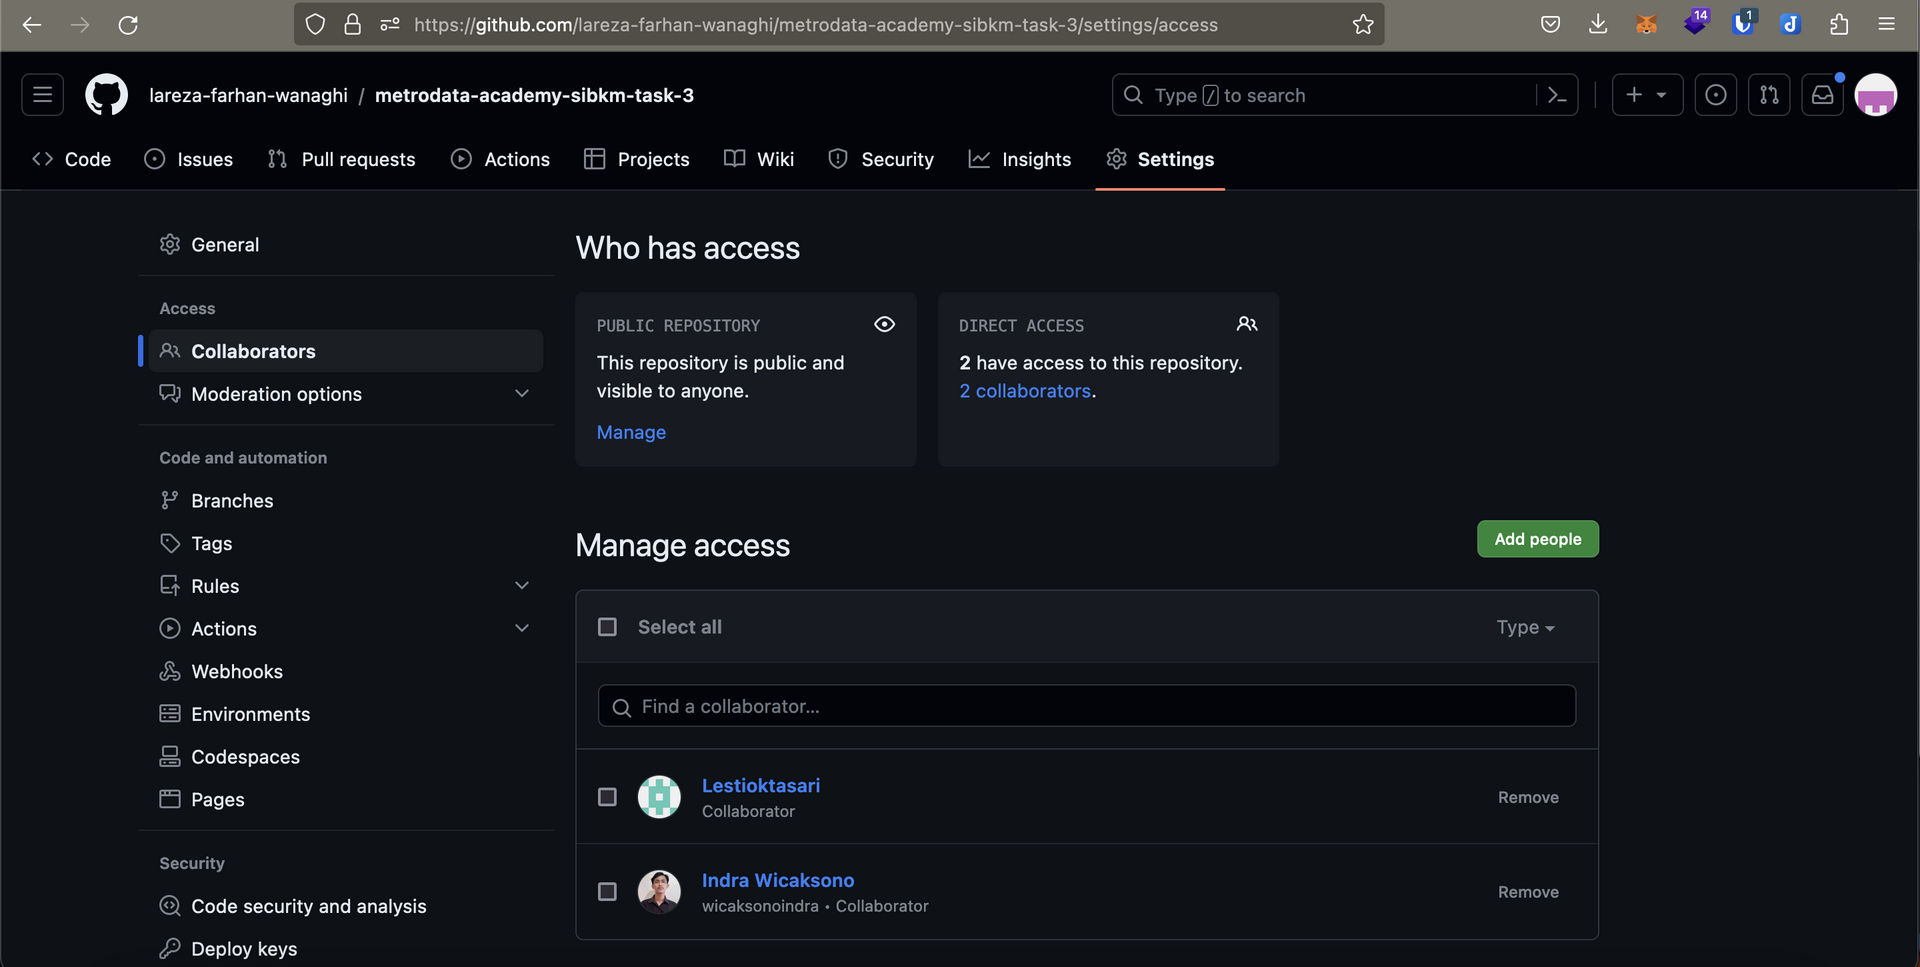 https://github.com/lareza-farhan-wanaghi/metrodata-academy-sibkm-task-3/settings/access
14
1
lareza-farhan-wanaghi / metrodata-academy-sibkm-task-3
Type / to search
Code
Issues
Pull requests
Actions
Projects
Wiki
Security
Insights
Settings
General
Access
Collaborators
Moderation options
Code and automation
Branches
Tags
Rules
Actions
Webhooks
Environments
Codespaces
Pages
Security
Code security and analysis
Deploy keys
Who has access
PUBLIC REPOSITORY
This repository is public and
visible to anyone.
Manage
DIRECT ACCESS
2 have access to this repository.
2 collaborators.
Manage access
Add people
Select all
Type
Find a collaborator...
Lestioktasari
Collaborator
Remove
Indra Wicaksono
wicaksonoindra • Collaborator
Remove